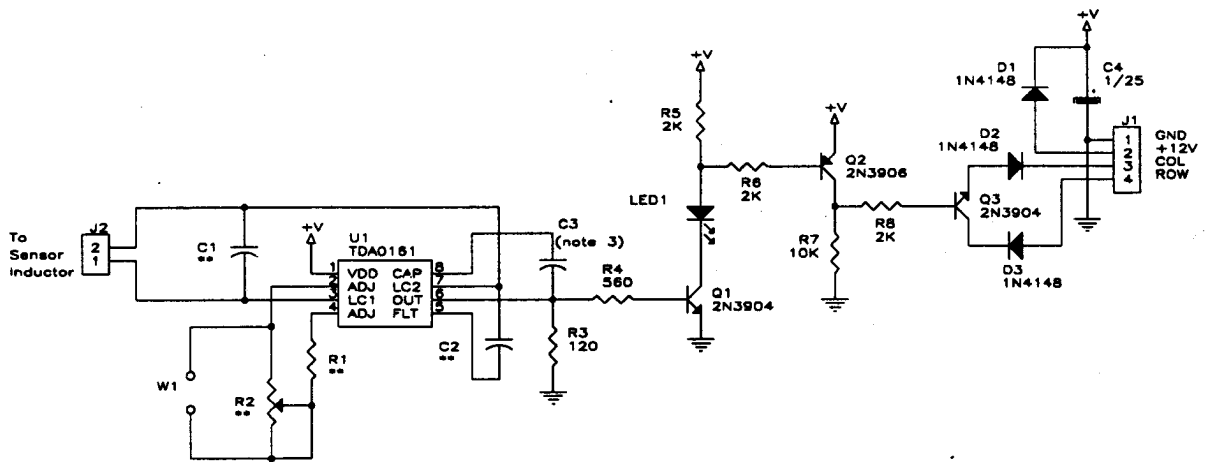 +V
D1
1N4148
C4
1/25
J1
1
2
3
4
GND
+12V
COL
ROW
+V
R5
2K
+V
D2
1N4148
R6
2K
Q2
2N3906
LED1
Q3
2N3904
R8
2K
R7
10K
D3
1N4148
J2
2
1
To
Sensor
Inductor
C1
**
+V
U1
TDA0161
1 VDD CAP 8
2 ADJ LC2 7
3 LC1 OUT 6
4 ADJ FLT 5
C3
(note 3)
R4
560
Q1
2N3904
R3
120
C2
**
R1
**
W1
R2
**